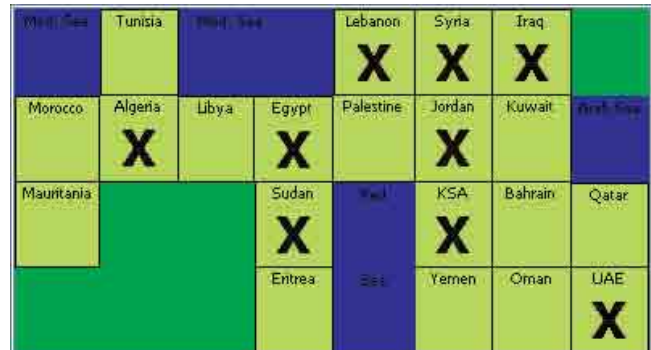 Med. Sea Tunisia Med. Sea Lebanon Syria Iraq
X X X
Morocco Algeria Libya Egypt Palestine Jordan Kuwait Arab Sea
X X X
Mauritania Sudan Red KSA Bahrain Qatar
X X
Eritrea Sea Yemen Oman UAE
X